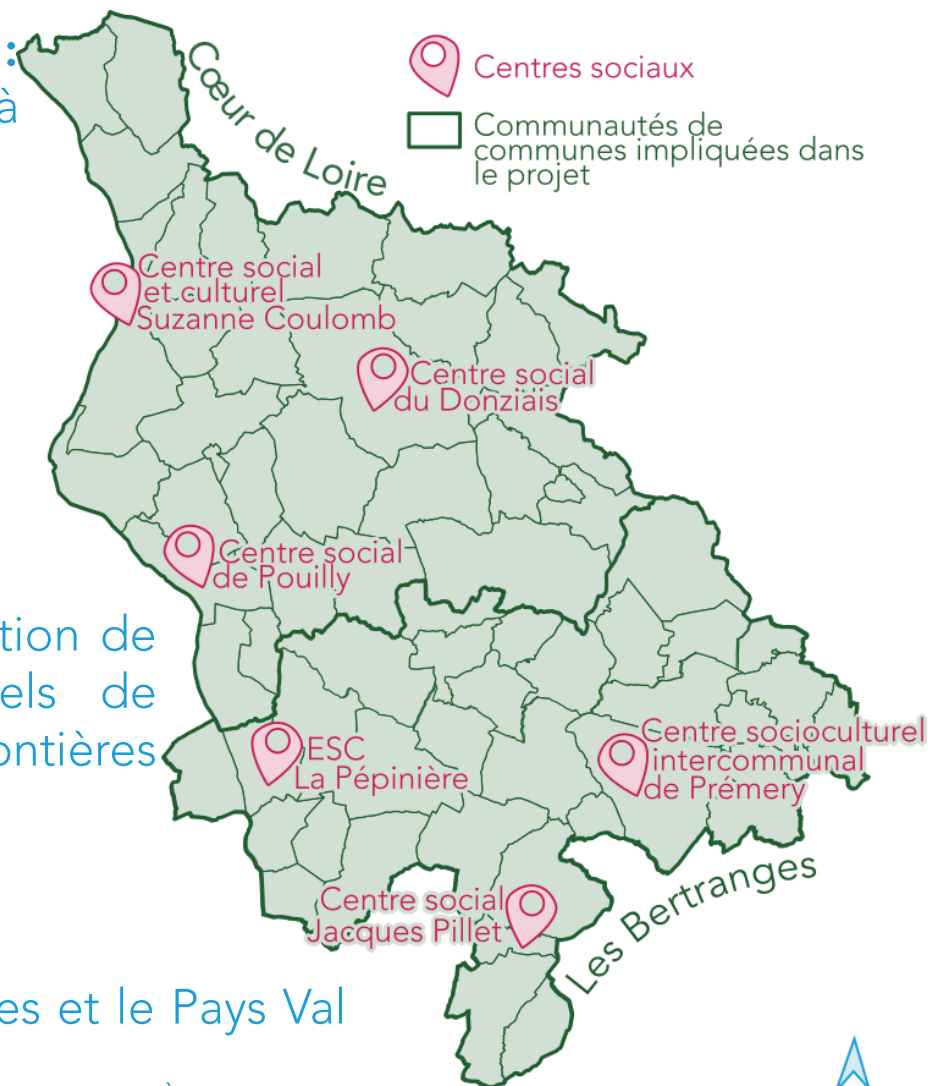 :
à
Centres sociaux
Communautés de
communes impliquées dans
le projet
Cœur de Loire
Centre social
et culturel
Suzanne Coulomb
Centre social
du Donziais
Centre social
de Pouilly
tion de
els de
ontières
ESC
La Pépinière
Centre socioculturel
intercommunal
de Prémery
Centre social
Jacques Pillet
Les Bertranges
es et le Pays Val